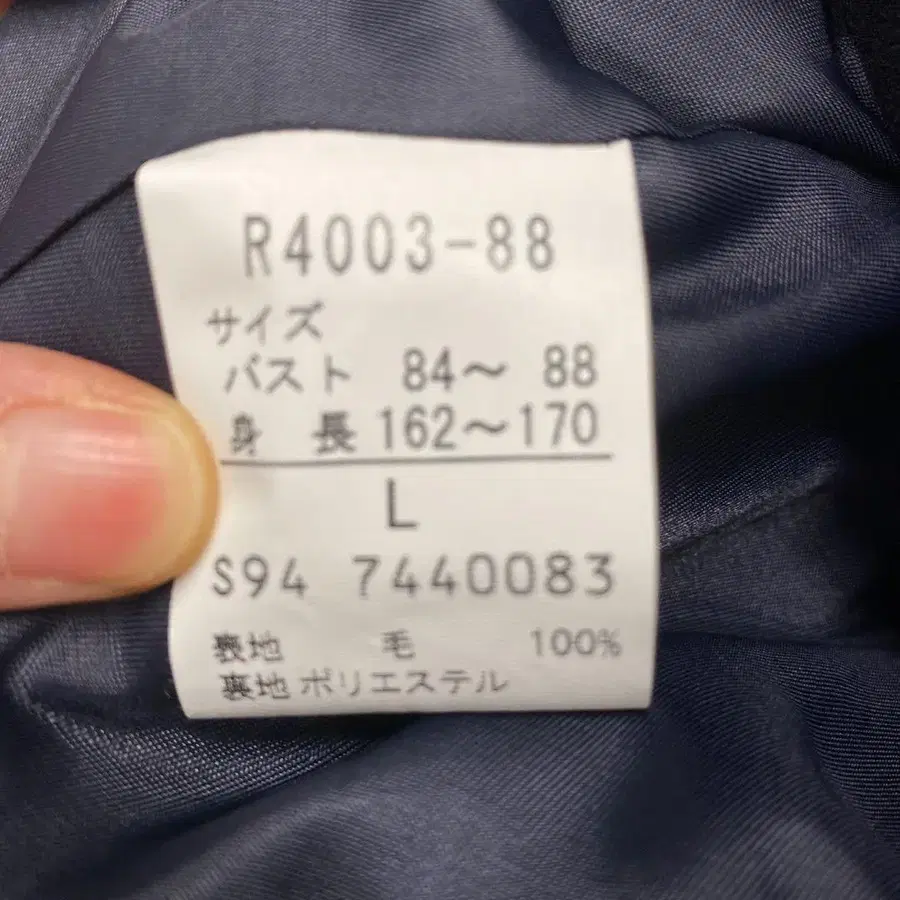 R4003-88
サイズ
バスト 84～ 88
身 長 162～170
L
S94 7440083
表地 毛 100%
裏地 ポリエステル